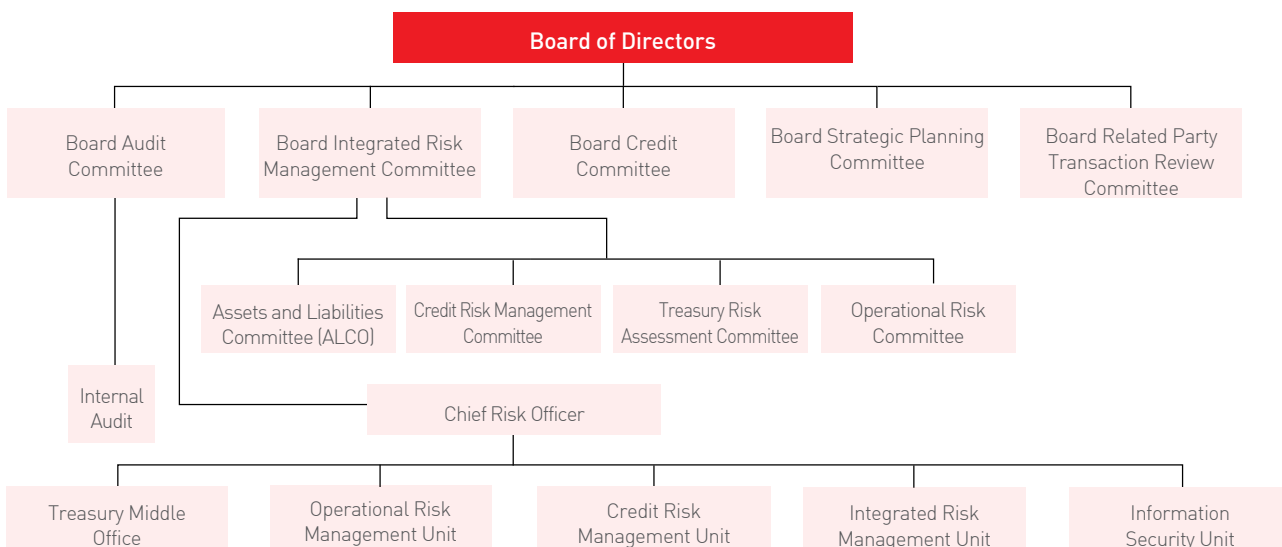 Board of Directors
Board Audit
Committee
Board Integrated Risk
Management Committee
Board Credit
Committee
Board Strategic Planning
Committee
Board Related Party
Transaction Review
Committee
Assets and Liabilities
Committee (ALCO)
Credit Risk Management
Committee
Treasury Risk
Assessment Committee
Operational Risk
Committee
Internal
Audit
Chief Risk Officer
Treasury Middle
Office
Operational Risk
Management Unit
Credit Risk
Management Unit
Integrated Risk
Management Unit
Information
Security Unit